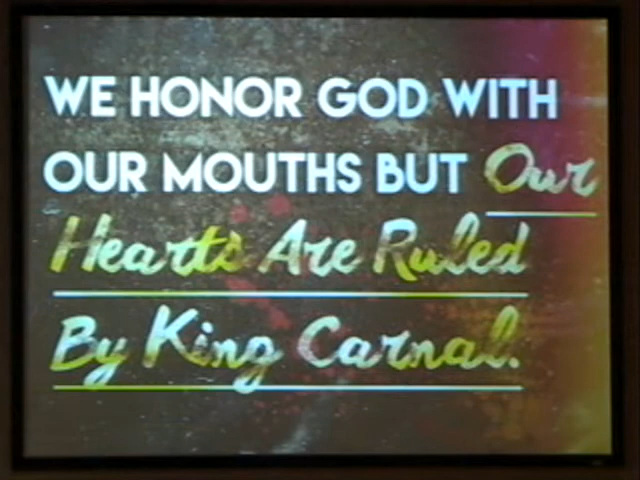 WE HONOR GOD WITH
OUR MOUTHS BUT Our
Hearts Are Ruled
By King Carnal.